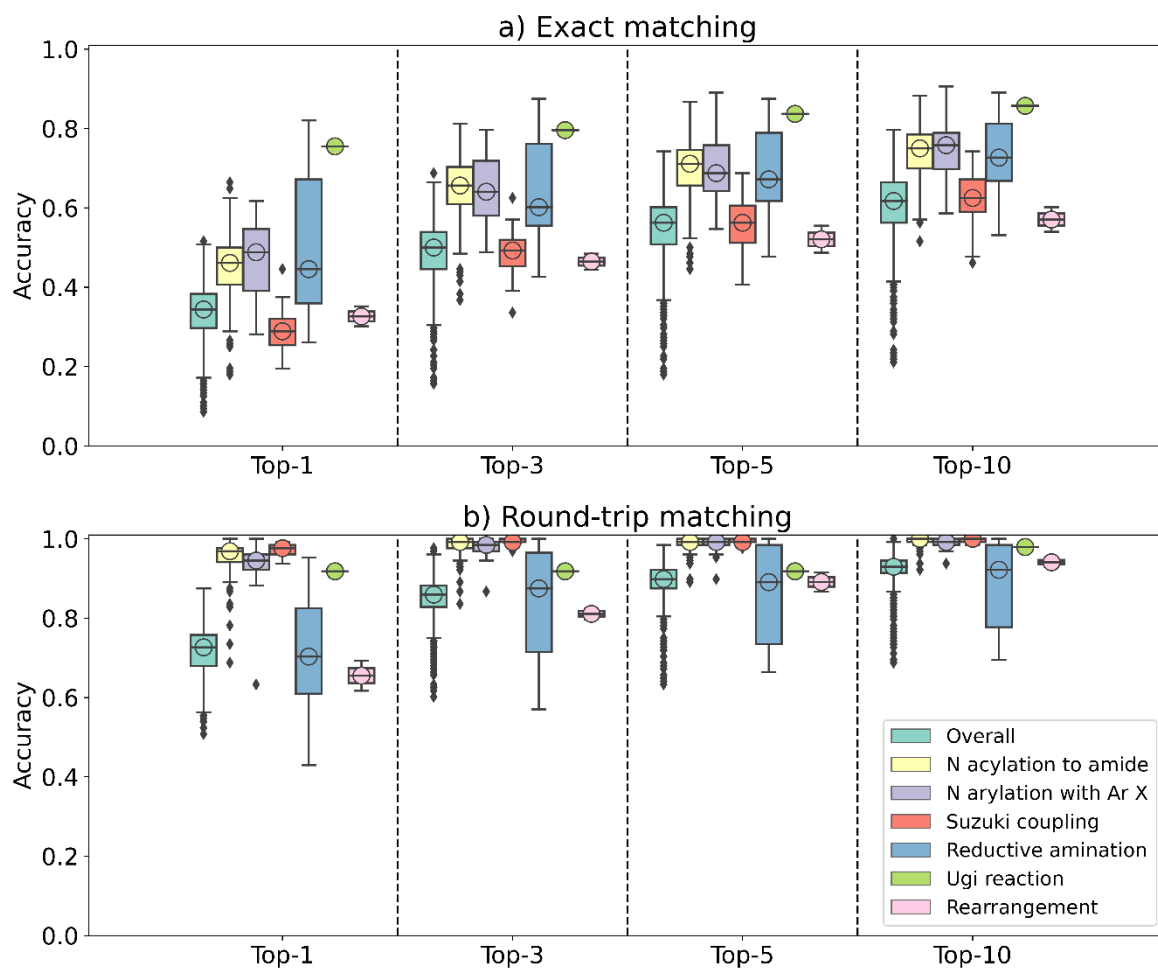 a) Exact matching
1.0
0.8
0.6
0.4
0.2
0.0
Accuracy
Top-1 Top-3 Top-5 Top-10
b) Round-trip matching
1.0
0.8
0.6
0.4
0.2
0.0
Accuracy
Overall
N acylation to amide
N arylation with Ar X
Suzuki coupling
Reductive amination
Ugi reaction
Rearrangement
Top-1 Top-3 Top-5 Top-10